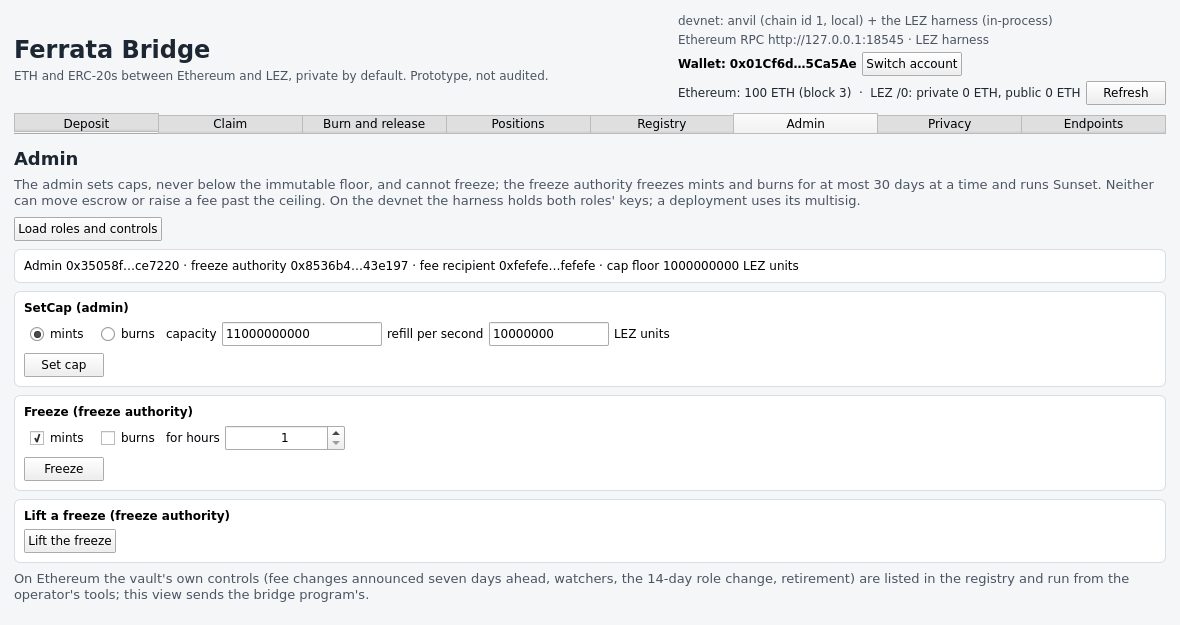 Ferrata Bridge
ETH and ERC-20s between Ethereum and LEZ, private by default. Prototype, not audited.
devnet: anvil (chain id 1, local) + the LEZ harness (in-process)
Ethereum RPC http://127.0.0.1:18545 · LEZ harness
Wallet: 0x01Cf6d…5Ca5Ae Switch account
Ethereum: 100 ETH (block 3) · LEZ /0: private 0 ETH, public 0 ETH Refresh
Deposit Claim Burn and release Positions Registry Admin Privacy Endpoints
Admin
The admin sets caps, never below the immutable floor, and cannot freeze; the freeze authority freezes mints and burns for at most 30 days at a time and runs Sunset. Neither
can move escrow or raise a fee past the ceiling. On the devnet the harness holds both roles' keys; a deployment uses its multisig.
Load roles and controls
Admin 0x35058f…ce7220 · freeze authority 0x8536b4…43e197 · fee recipient 0xfefefe…fefefe · cap floor 1000000000 LEZ units
SetCap (admin)
mints burns capacity 11000000000 refill per second 10000000 LEZ units
Set cap
Freeze (freeze authority)
mints burns for hours 1
Freeze
Lift a freeze (freeze authority)
Lift the freeze
On Ethereum the vault's own controls (fee changes announced seven days ahead, watchers, the 14-day role change, retirement) are listed in the registry and run from the
operator's tools; this view sends the bridge program's.